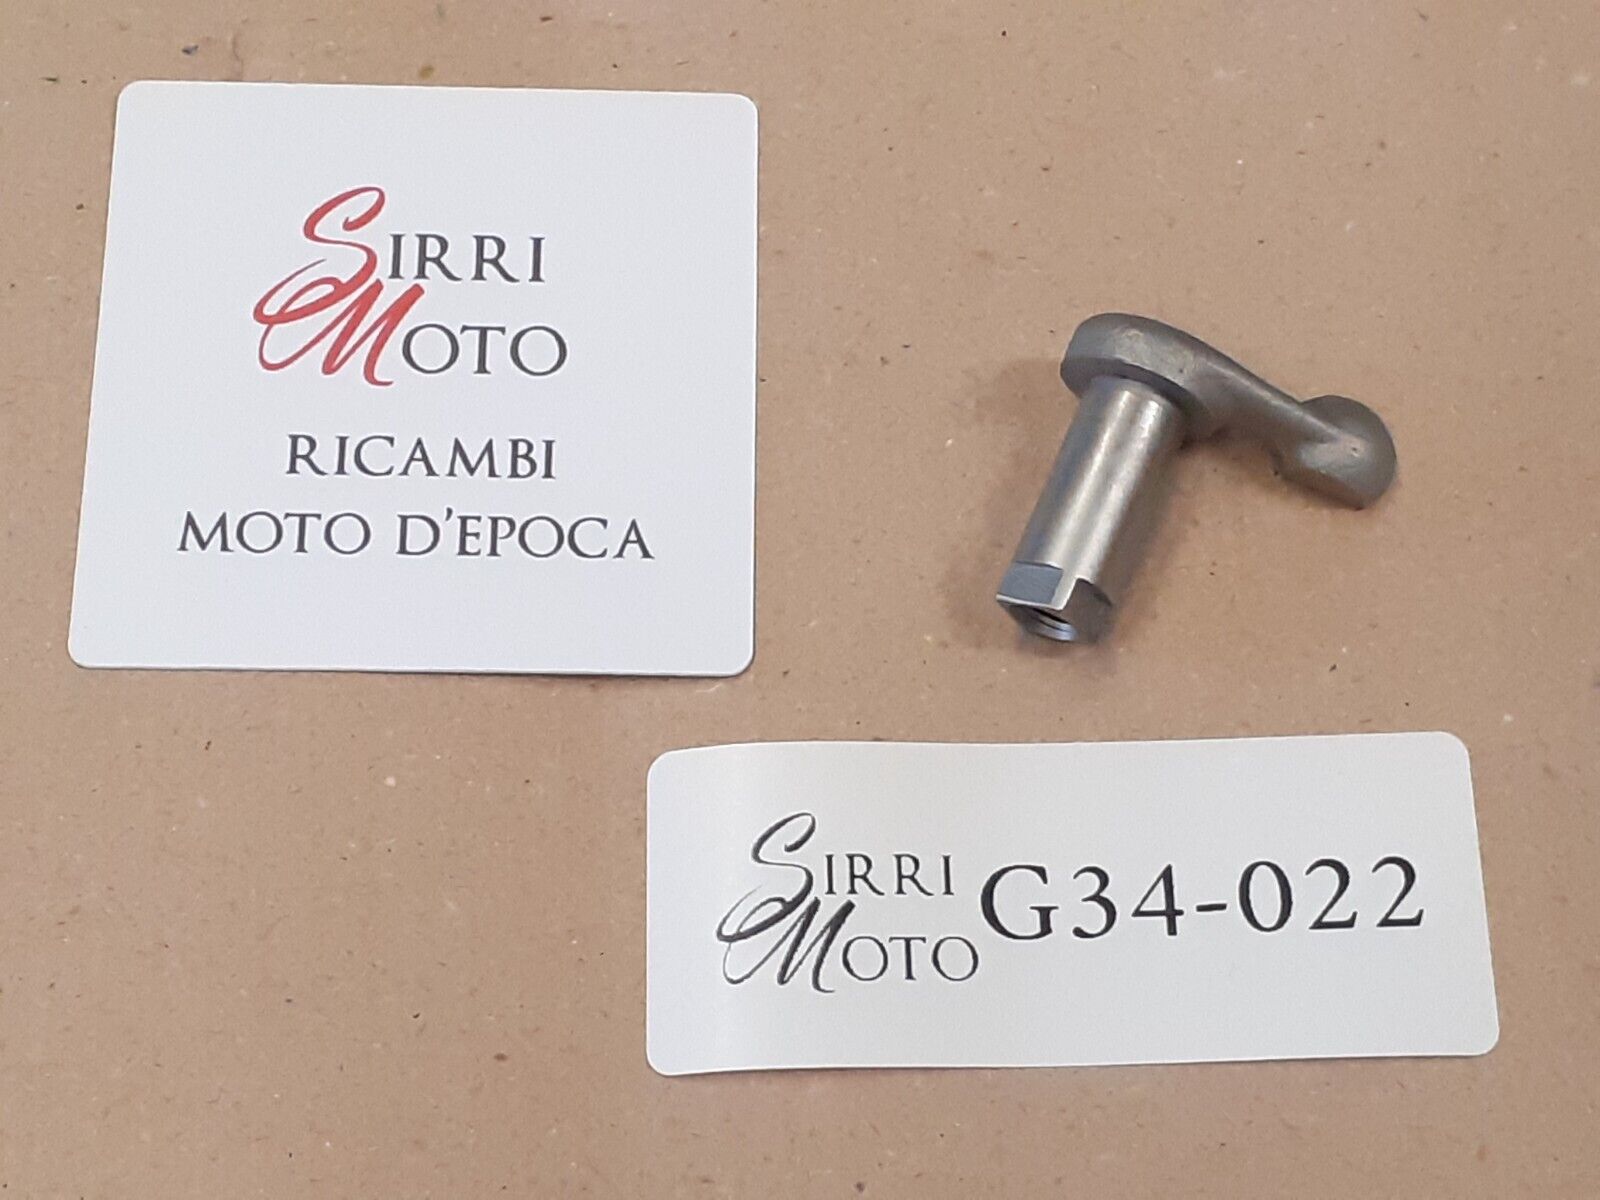 SIRRI
MOTO
RICAMBI
MOTO D'EPOCA
SIRRI
MOTO
G34-022